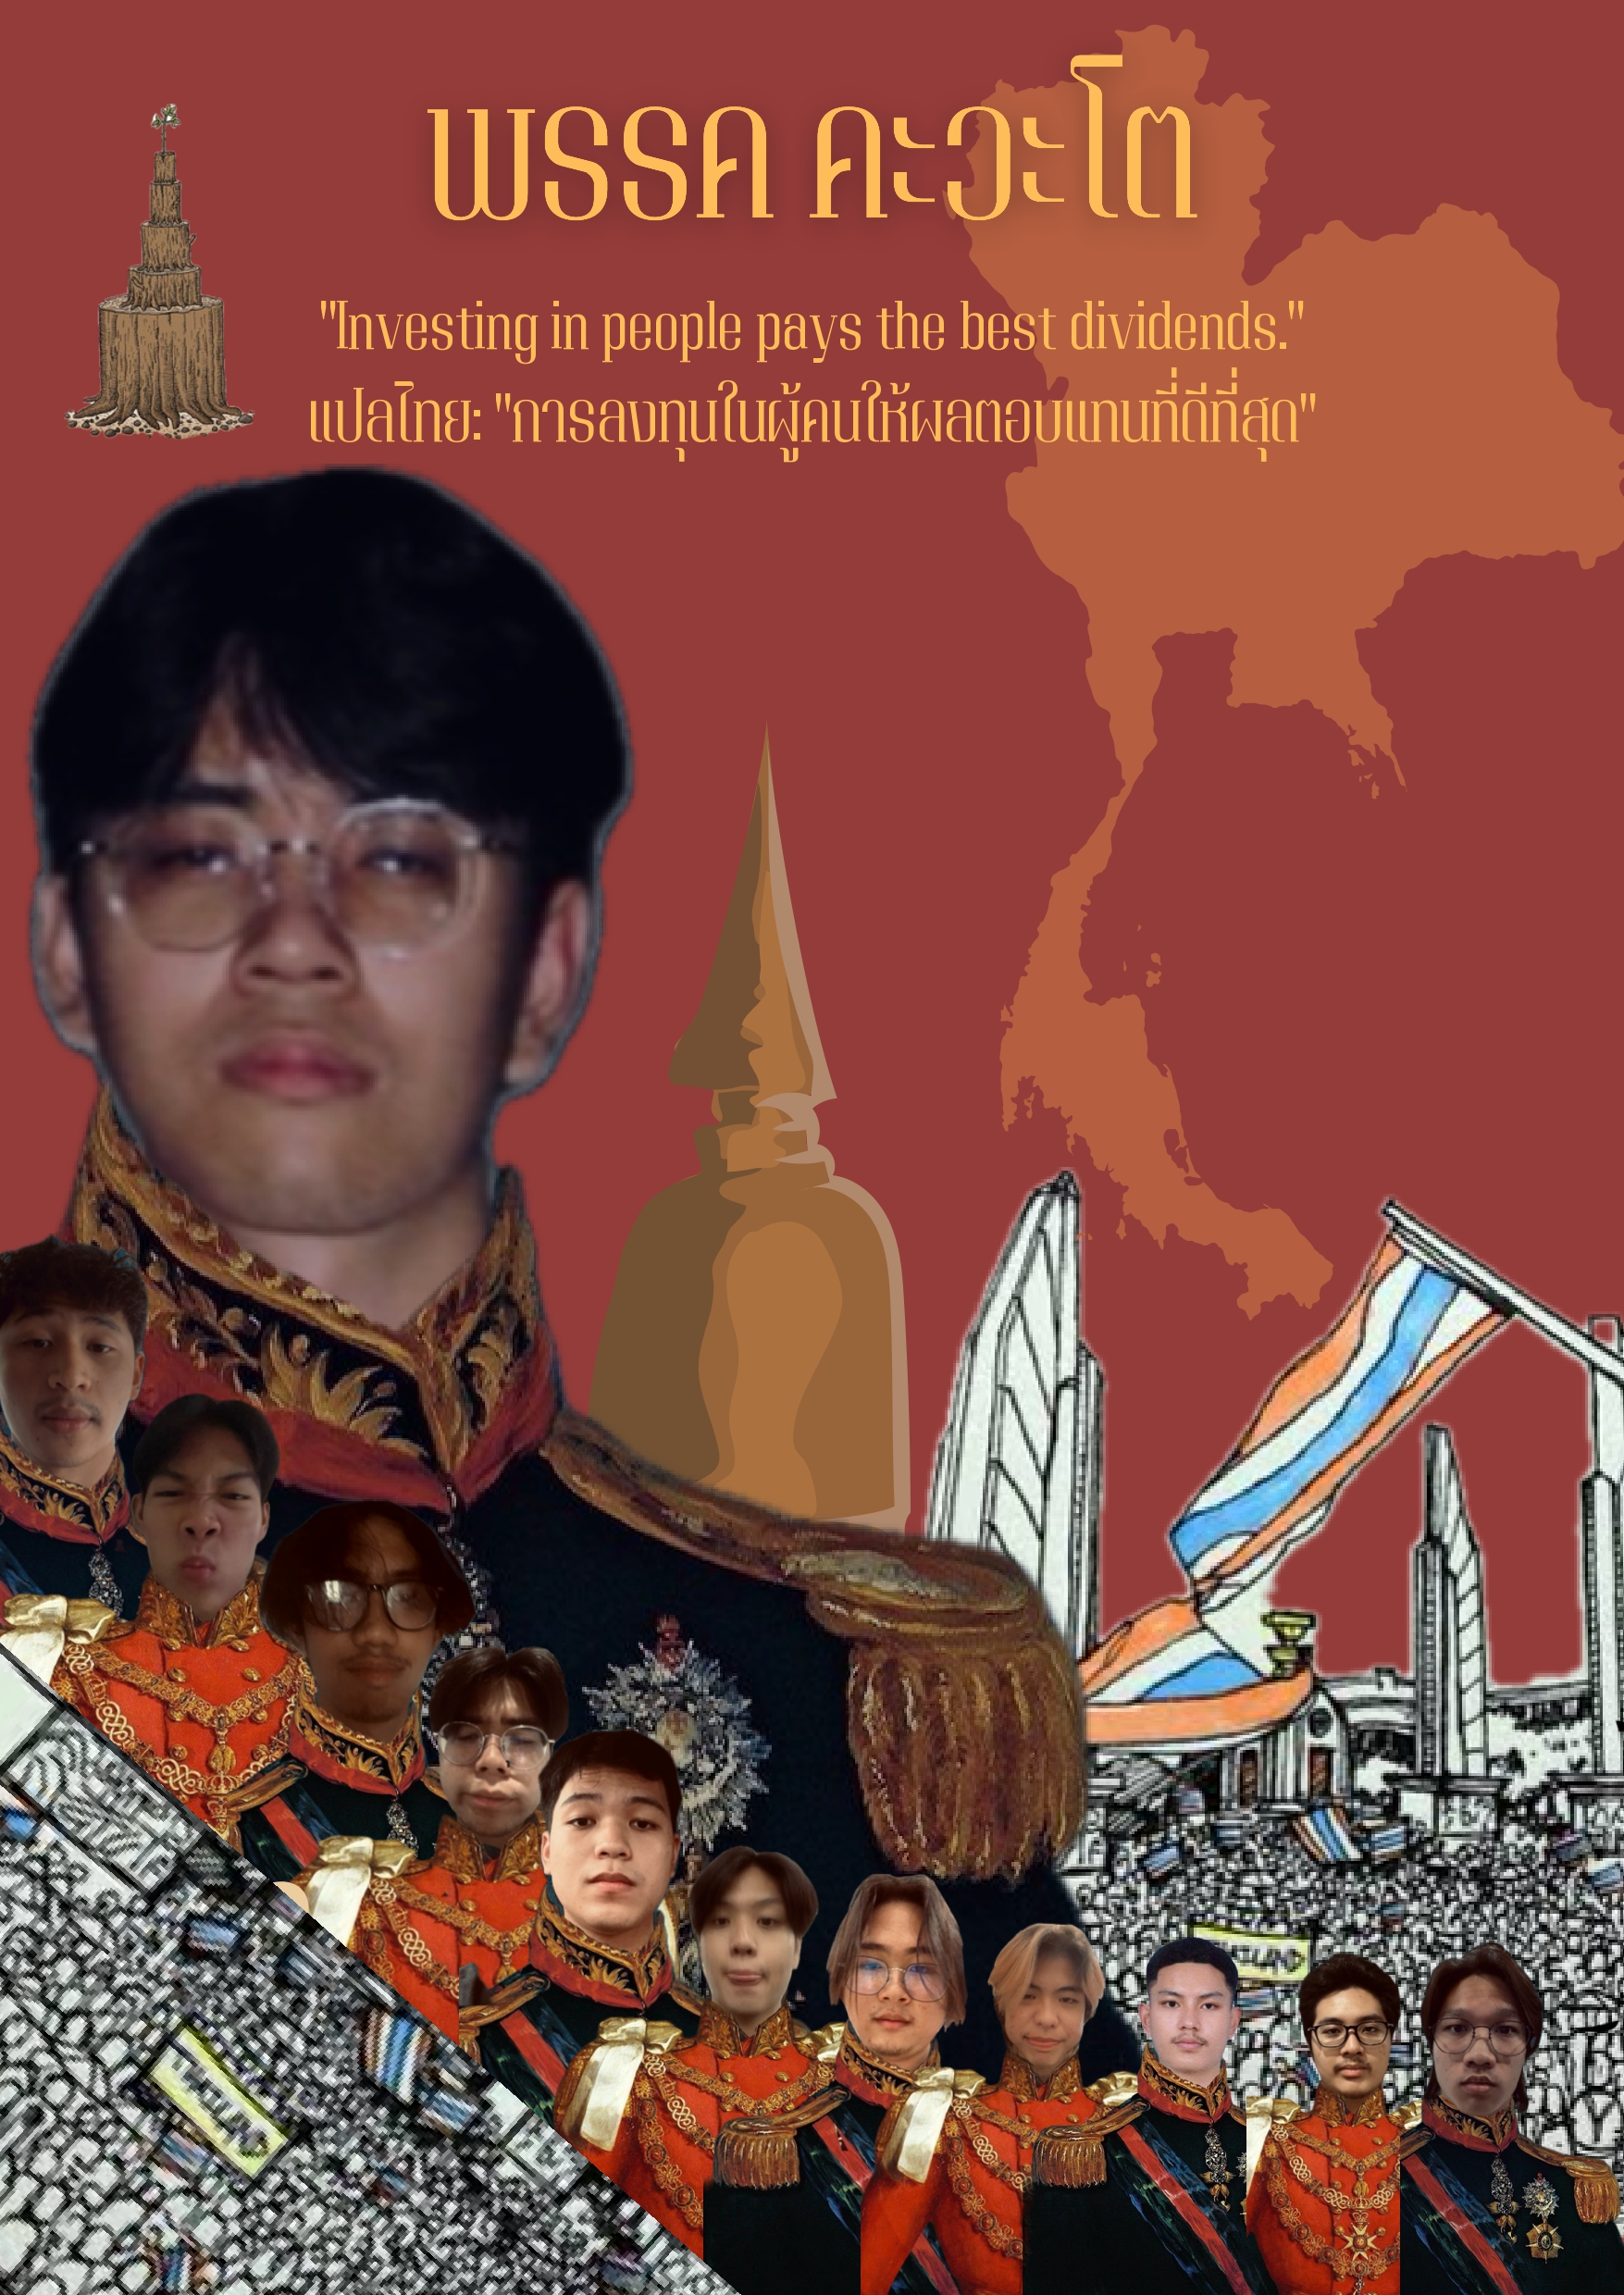 พรรค คะวะโต
"Investing in people pays the best dividends."
แปลไทย: "การลงทุนในผู้คนให้ผลตอบแทนที่ดีที่สุด"